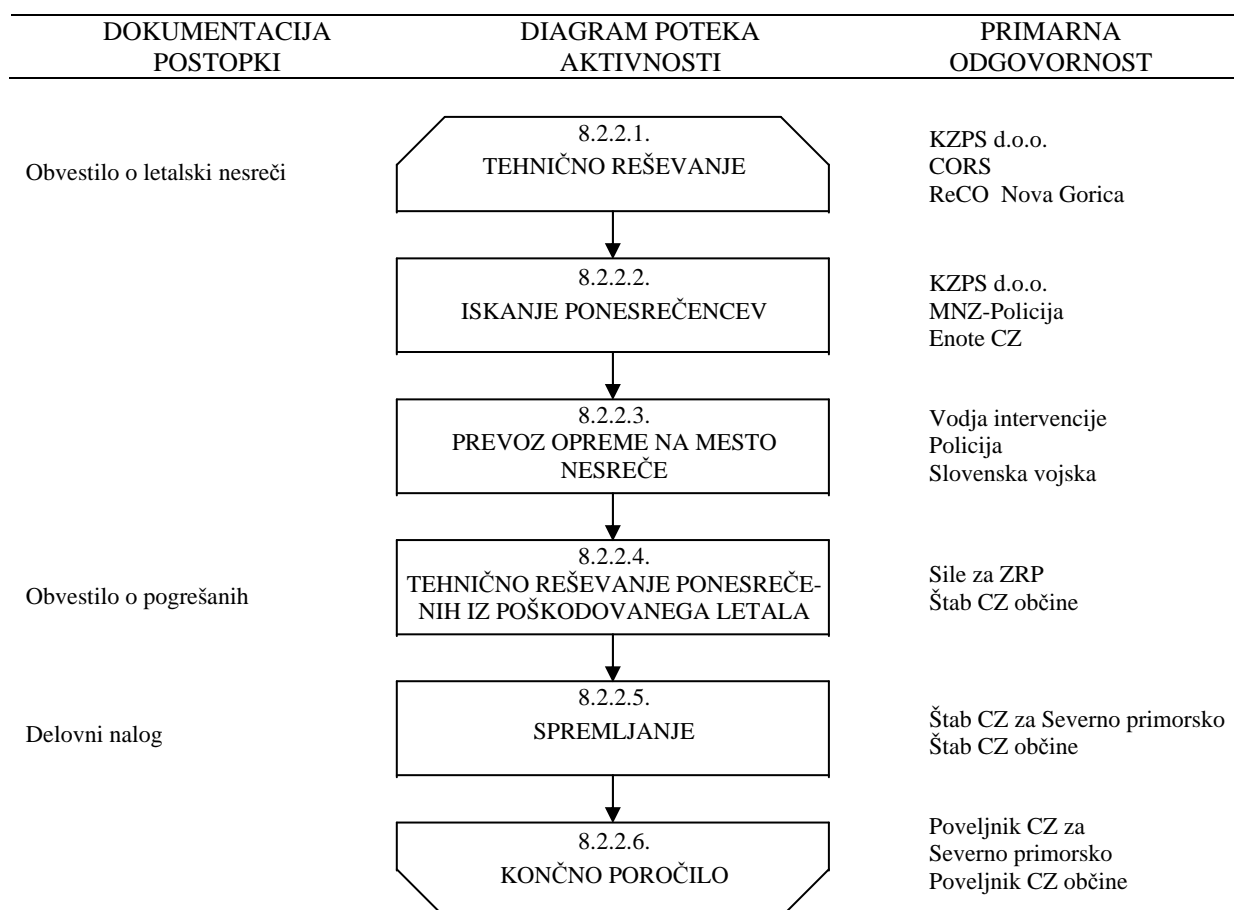 DOKUMENTACIJA
POSTOPKI
DIAGRAM POTEKA
AKTIVNOSTI
PRIMARNA
ODGOVORNOST
Obvestilo o letalski nesreči
8.2.2.1.
TEHNIČNO REŠEVANJE
KZPS d.o.o.
CORS
ReCO  Nova Gorica
8.2.2.2.
ISKANJE PONESREČENCEV
KZPS d.o.o.
MNZ-Policija
Enote CZ
8.2.2.3.
PREVOZ OPREME NA MESTO
NESREČE
Vodja intervencije
Policija
Slovenska vojska
Obvestilo o pogrešanih
8.2.2.4.
TEHNIČNO REŠEVANJE PONESREČE-
NIH IZ POŠKODOVANEGA LETALA
Sile za ZRP
Štab CZ občine
Delovni nalog
8.2.2.5.
SPREMLJANJE
Štab CZ za Severno primorsko
Štab CZ občine
8.2.2.6.
KONČNO POROČILO
Poveljnik CZ za
Severno primorsko
Poveljnik CZ občine